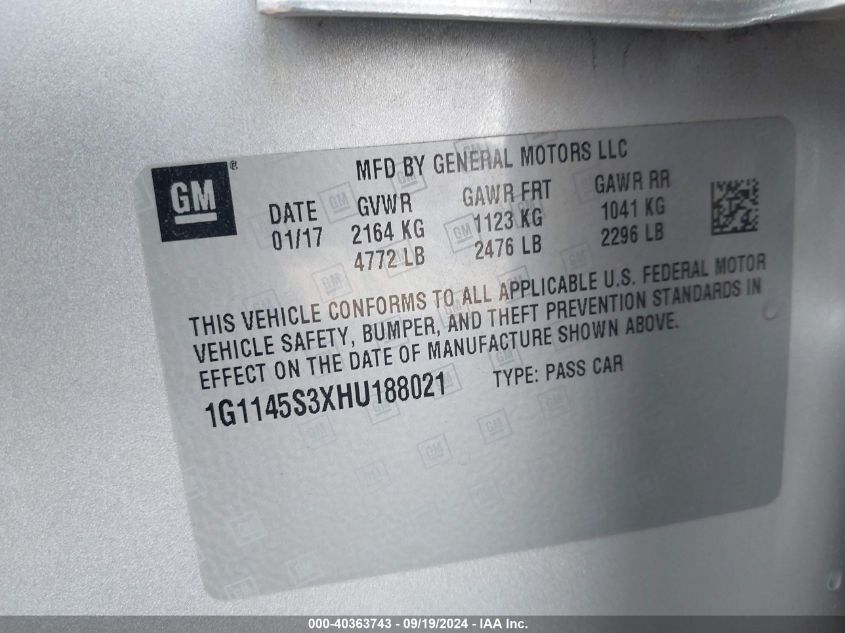 MFD BY GENERAL MOTORS LLC
GM®
DATE GVWR GAWR FRT GAWR RR
01/17 2164 KG 1123 KG 1041 KG
4772 LB 2476 LB 2296 LB
THIS VEHICLE CONFORMS TO ALL APPLICABLE U.S. FEDERAL MOTOR
VEHICLE SAFETY, BUMPER, AND THEFT PREVENTION STANDARDS IN
EFFECT ON THE DATE OF MANUFACTURE SHOWN ABOVE.
1G1145S3XHU188021 TYPE: PASS CAR
000-40363743 - 09/19/2024 - IAA Inc.